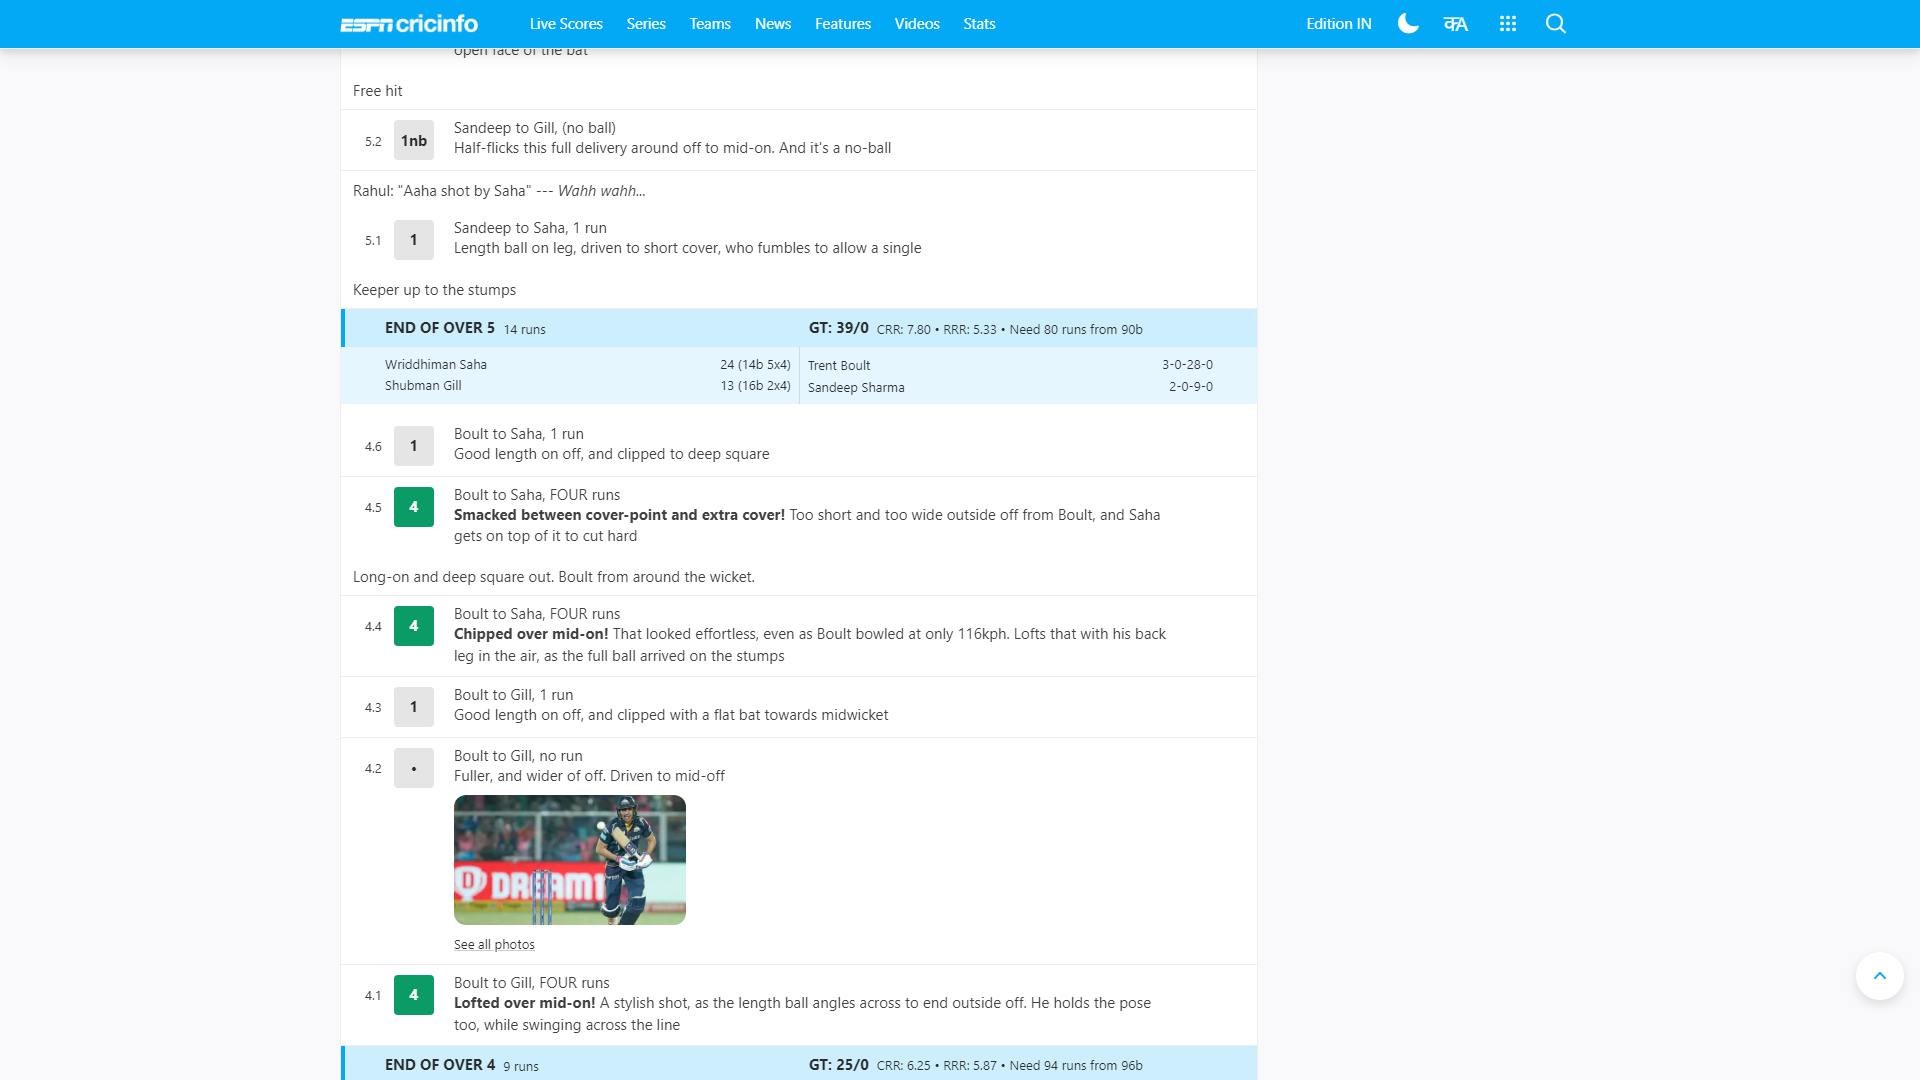 ESPN cricinfo Live Scores Series Teams News Features Videos Stats Edition IN
open face of the bat
Free hit
5.2 1nb Sandeep to Gill, (no ball)
Half-flicks this full delivery around off to mid-on. And it's a no-ball
Rahul: "Aaha shot by Saha" --- Wahh wahh...
5.1 1 Sandeep to Saha, 1 run
Length ball on leg, driven to short cover, who fumbles to allow a single
Keeper up to the stumps
END OF OVER 5 14 runs GT: 39/0 CRR: 7.80 • RRR: 5.33 • Need 80 runs from 90b
Wriddhiman Saha 24 (14b 5x4) Trent Boult 3-0-28-0
Shubman Gill 13 (16b 2x4) Sandeep Sharma 2-0-9-0
4.6 1 Boult to Saha, 1 run
Good length on off, and clipped to deep square
4.5 4 Boult to Saha, FOUR runs
Smacked between cover-point and extra cover! Too short and too wide outside off from Boult, and Saha
gets on top of it to cut hard
Long-on and deep square out. Boult from around the wicket.
4.4 4 Boult to Saha, FOUR runs
Chipped over mid-on! That looked effortless, even as Boult bowled at only 116kph. Lofts that with his back
leg in the air, as the full ball arrived on the stumps
4.3 1 Boult to Gill, 1 run
Good length on off, and clipped with a flat bat towards midwicket
4.2 • Boult to Gill, no run
Fuller, and wider of off. Driven to mid-off
DREAM11
See all photos
4.1 4 Boult to Gill, FOUR runs
Lofted over mid-on! A stylish shot, as the length ball angles across to end outside off. He holds the pose
too, while swinging across the line
END OF OVER 4 9 runs GT: 25/0 CRR: 6.25 • RRR: 5.87 • Need 94 runs from 96b